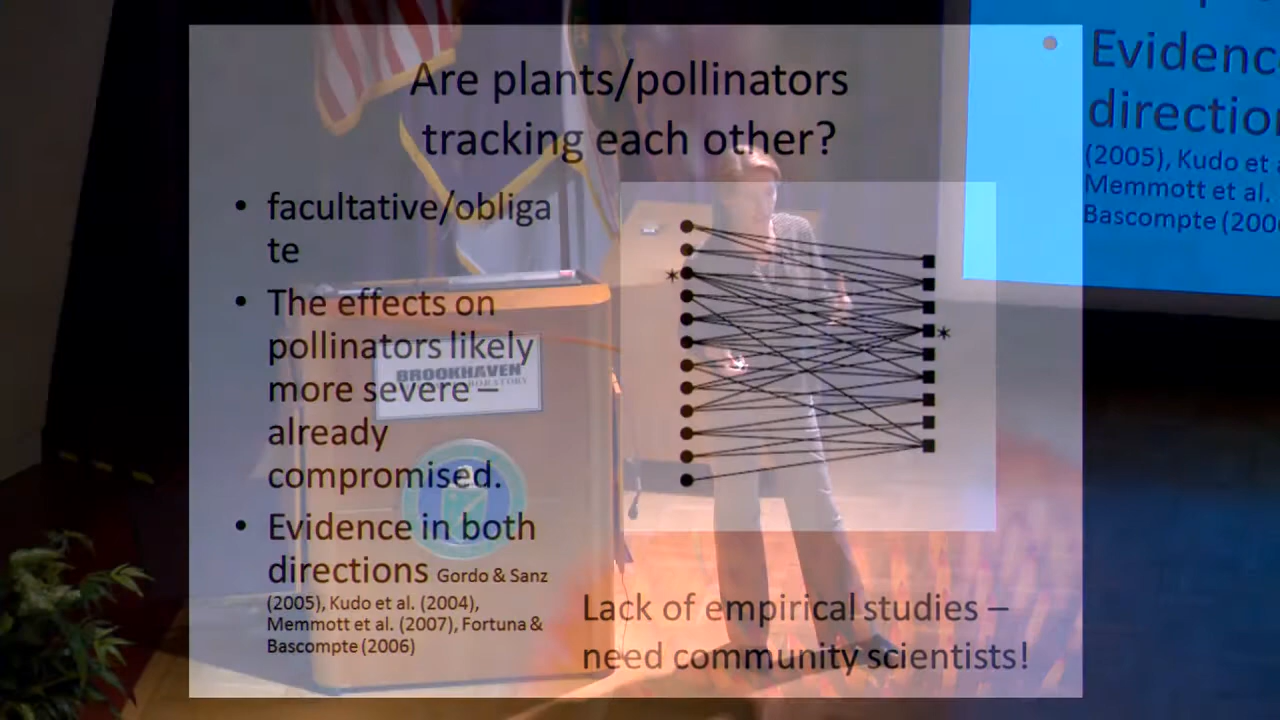 Are plants/pollinators
tracking each other?
• facultative/obliga
te
• The effects on
pollinators likely
more severe –
already
compromised.
• Evidence in both
directions Gordo & Sanz
(2005), Kudo et al. (2004),
Memmott et al. (2007), Fortuna &
Bascompte (2006)
Lack of empirical studies –
need community scientists!
BROOKHAVEN
• Evidenc
directio
(2005), Kudo et
Memmott et al.
Bascompte (200